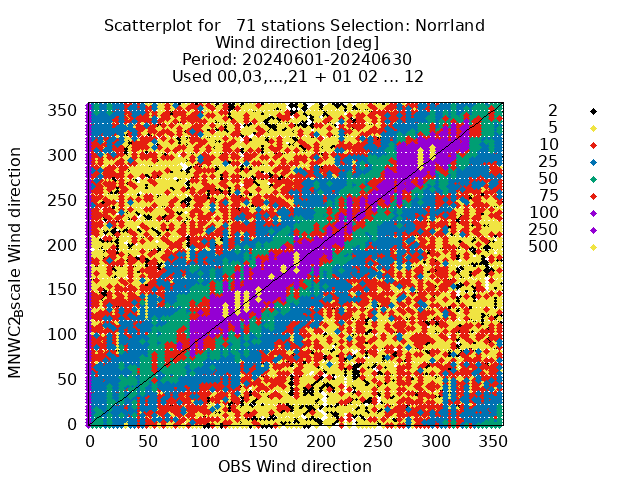 Scatterplot for   71 stations Selection: Norrland
Wind direction [deg]
Period: 20240601-20240630
Used 00,03,...,21 + 01 02 ... 12
MNWC2Bscale Wind direction
350
300
250
200
150
100
50
0
0 50 100 150 200 250 300 350
OBS Wind direction
2
5
10
25
50
75
100
250
500